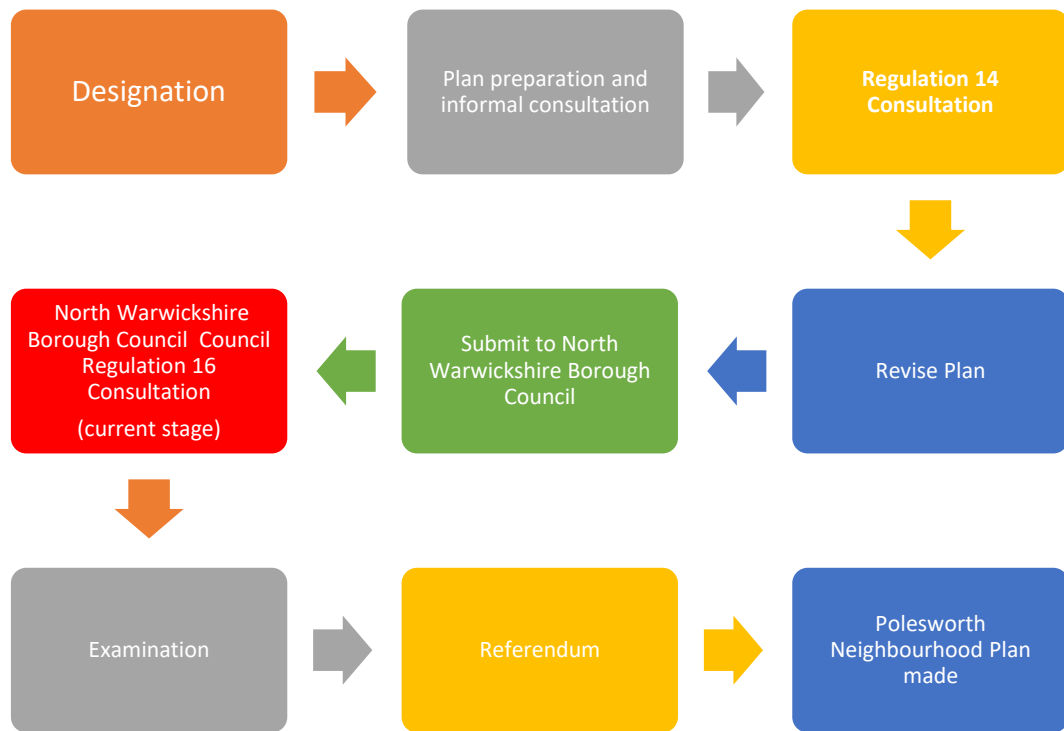 Designation
Plan preparation and
informal consultation
Regulation 14
Consultation
North Warwickshire
Borough Council Council
Regulation 16
Consultation
(current stage)
Submit to North
Warwickshire Borough
Council
Revise Plan
Examination
Referendum
Polesworth
Neighbourhood Plan
made